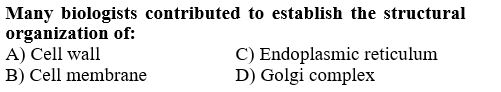 Many biologists contributed to establish the structural
organization of:
A) Cell wall C) Endoplasmic reticulum
B) Cell membrane D) Golgi complex